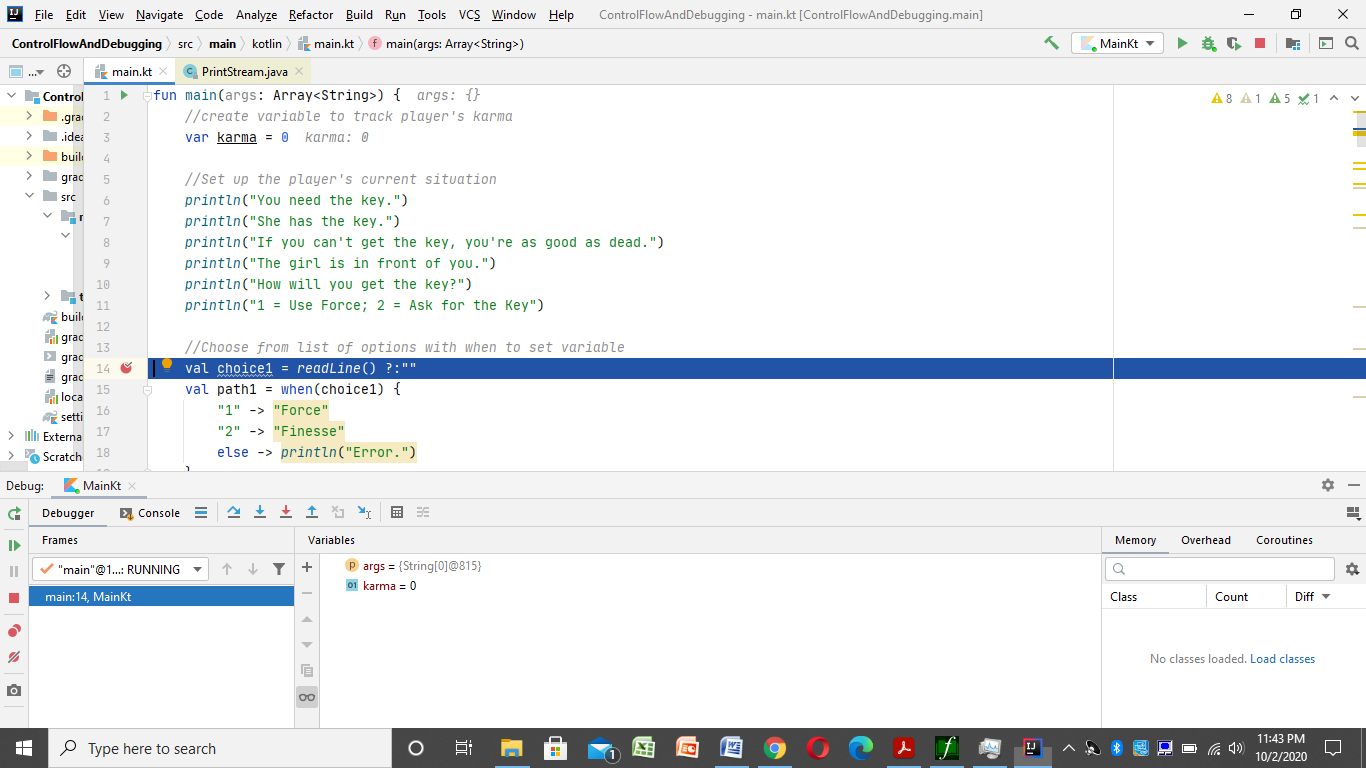 File Edit View Navigate Code Analyze Refactor Build Run Tools VCS Window Help ControlFlowAndDebugging - main.kt [ControlFlowAndDebugging.main]
ControlFlowAndDebugging src main kotlin main.kt main(args: Array<String>) MainKt
... main.kt PrintStream.java
8 1 5 1
Control
.gra
.idea
build
grad
src
build
grad
grad
grad
loca
setti
Externa
Scratch
1 fun main(args: Array<String>) { args: {}
2 //create variable to track player's karma
3 var karma = 0 karma: 0
4
5 //Set up the player's current situation
6 println("You need the key.")
7 println("She has the key.")
8 println("If you can't get the key, you're as good as dead.")
9 println("The girl is in front of you.")
10 println("How will you get the key?")
11 println("1 = Use Force; 2 = Ask for the Key")
12
13 //Choose from list of options with when to set variable
14 val choice1 = readLine() ?:""
15 val path1 = when(choice1) {
16 "1" -> "Force"
17 "2" -> "Finesse"
18 else -> println("Error.")
Debug: MainKt
Debugger Console
Frames
"main"@1...: RUNNING
main:14, MainKt
Variables
args = {String[0]@815}
karma = 0
Memory Overhead Coroutines
Class Count Diff
No classes loaded. Load classes
Type here to search
1
11:43 PM
10/2/2020